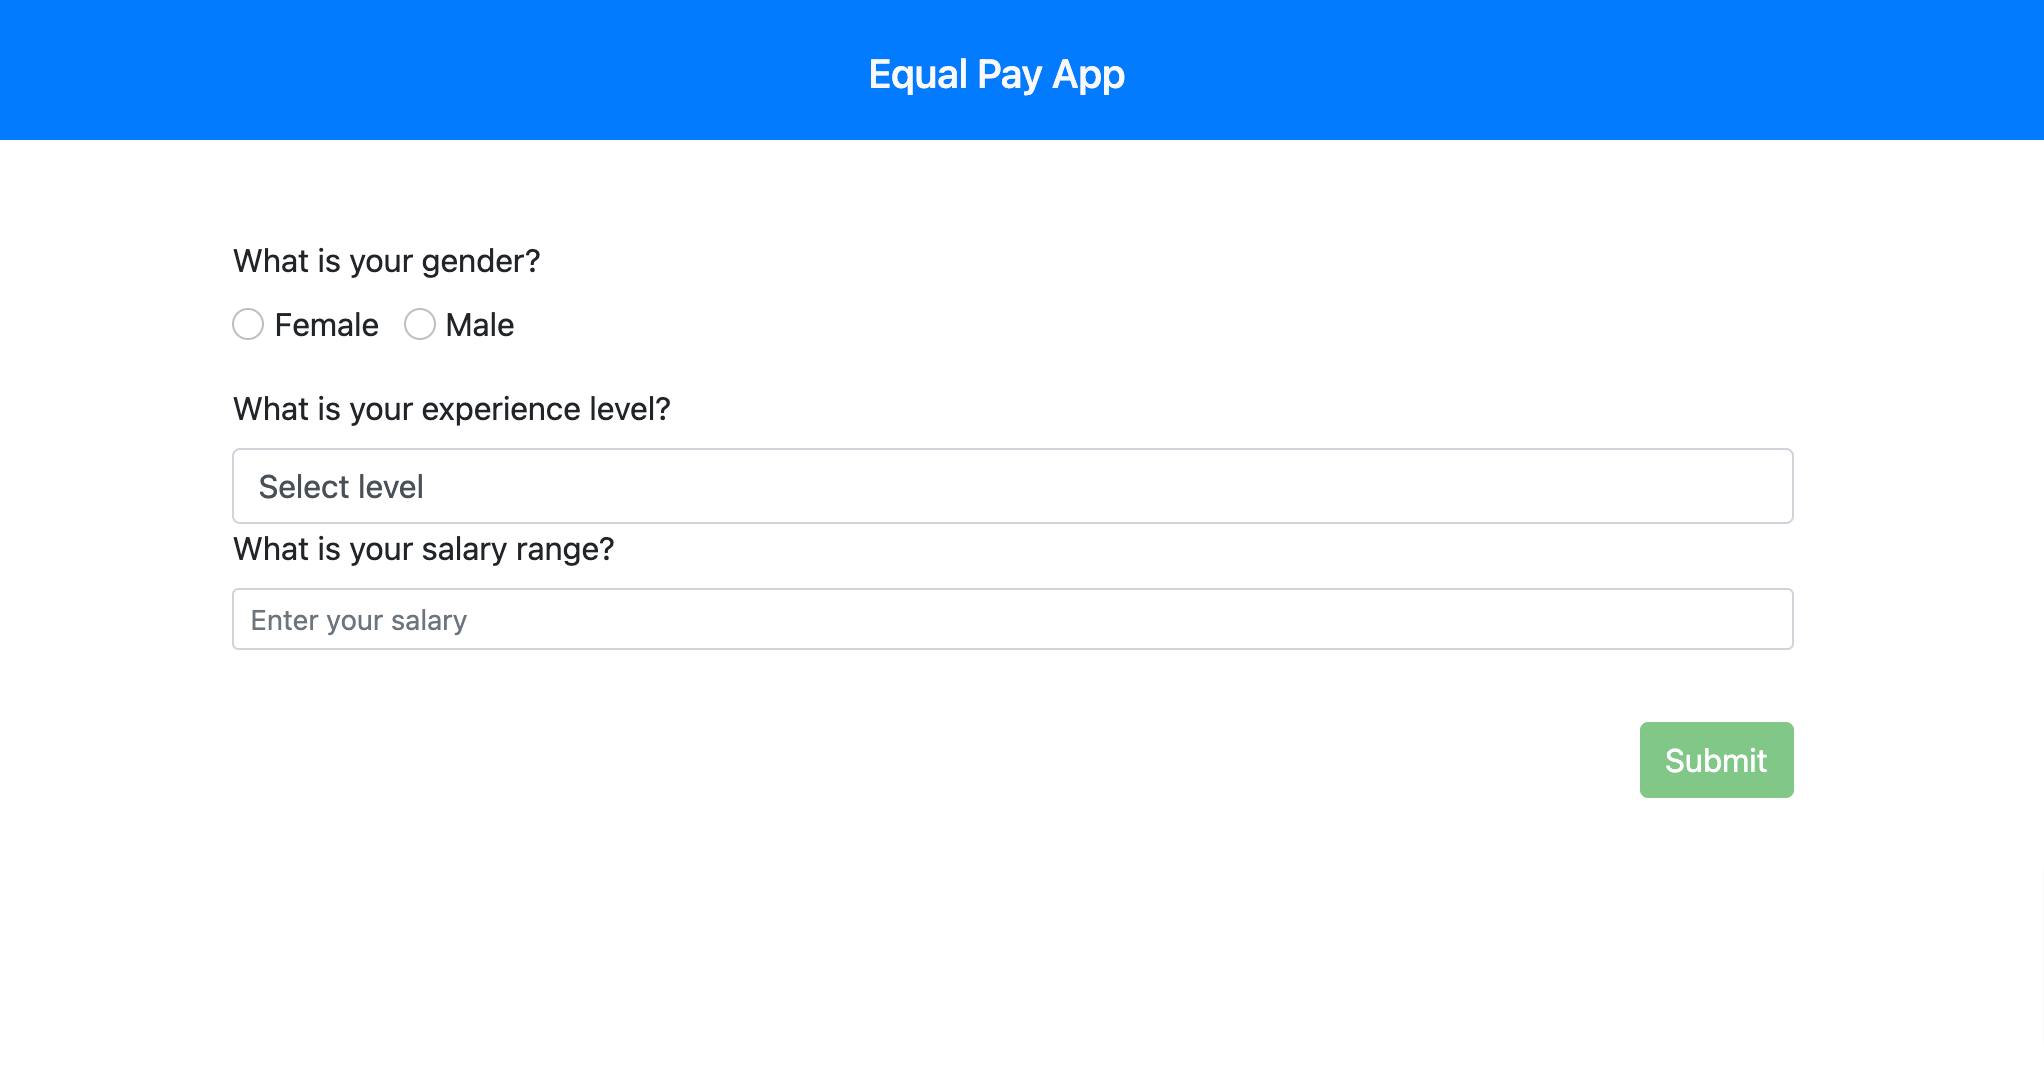 Equal Pay App
What is your gender?
Female Male
What is your experience level?
Select level
What is your salary range?
Enter your salary
Submit